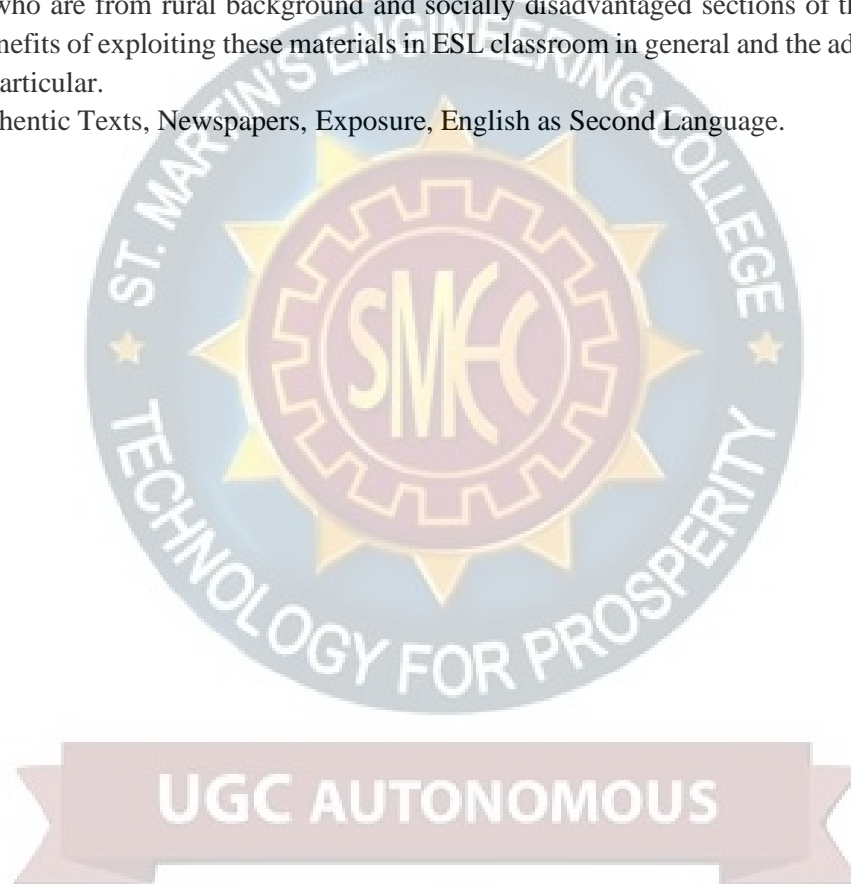 who are from rural background and socially disadvantaged sections of th
nefits of exploiting these materials in ESL classroom in general and the ad
articular.
hentic Texts, Newspapers, Exposure, English as Second Language.
ST. MARTIN'S ENGINEERING COLLEGE
SMEC
TECHNOLOGY FOR PROSPERITY
UGC AUTONOMOUS